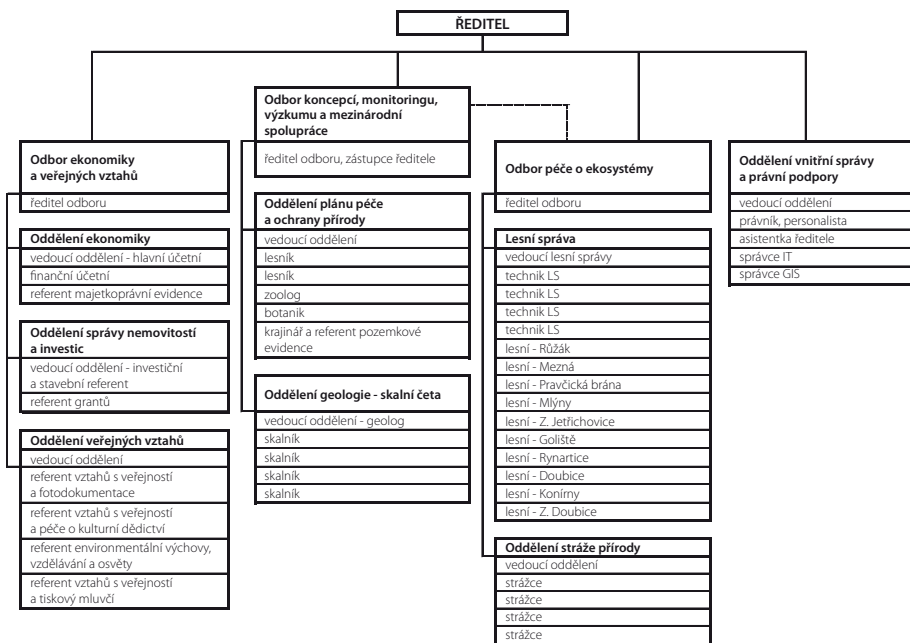 ŘEDITEL
Odbor ekonomiky
a veřejných vztahů
ředitel odboru
Oddělení ekonomiky
vedoucí oddělení - hlavní účetní
finanční účetní
referent majetkoprávní evidence
Oddělení správy nemovitostí
a investic
vedoucí oddělení - investiční
a stavební referent
referent grantů
Oddělení veřejných vztahů
vedoucí oddělení
referent vztahů s veřejností
a fotodokumentace
referent vztahů s veřejností
a péče o kulturní dědictví
referent environmentální výchovy,
vzdělávání a osvěty
referent vztahů s veřejností
a tiskový mluvčí
Odbor koncepcí, monitoringu,
výzkumu a mezinárodní
spolupráce
ředitel odboru, zástupce ředitele
Oddělení plánu péče
a ochrany přírody
vedoucí oddělení
lesník
lesník
zoolog
botanik
krajinář a referent pozemkové
evidence
Oddělení geologie - skalní četa
vedoucí oddělení - geolog
skalník
skalník
skalník
skalník
Odbor péče o ekosystémy
ředitel odboru
Lesní správa
vedoucí lesní správy
technik LS
technik LS
technik LS
technik LS
lesní - Růžák
lesní - Mezná
lesní - Pravčická brána
lesní - Mlýny
lesní - Z. Jetřichovice
lesní - Goliště
lesní - Rynartice
lesní - Doubice
lesní - Konírny
lesní - Z. Doubice
Oddělení stráže přírody
vedoucí oddělení
strážce
strážce
strážce
strážce
Oddělení vnitřní správy
a právní podpory
vedoucí oddělení
právník, personalista
asistentka ředitele
správce IT
správce GIS